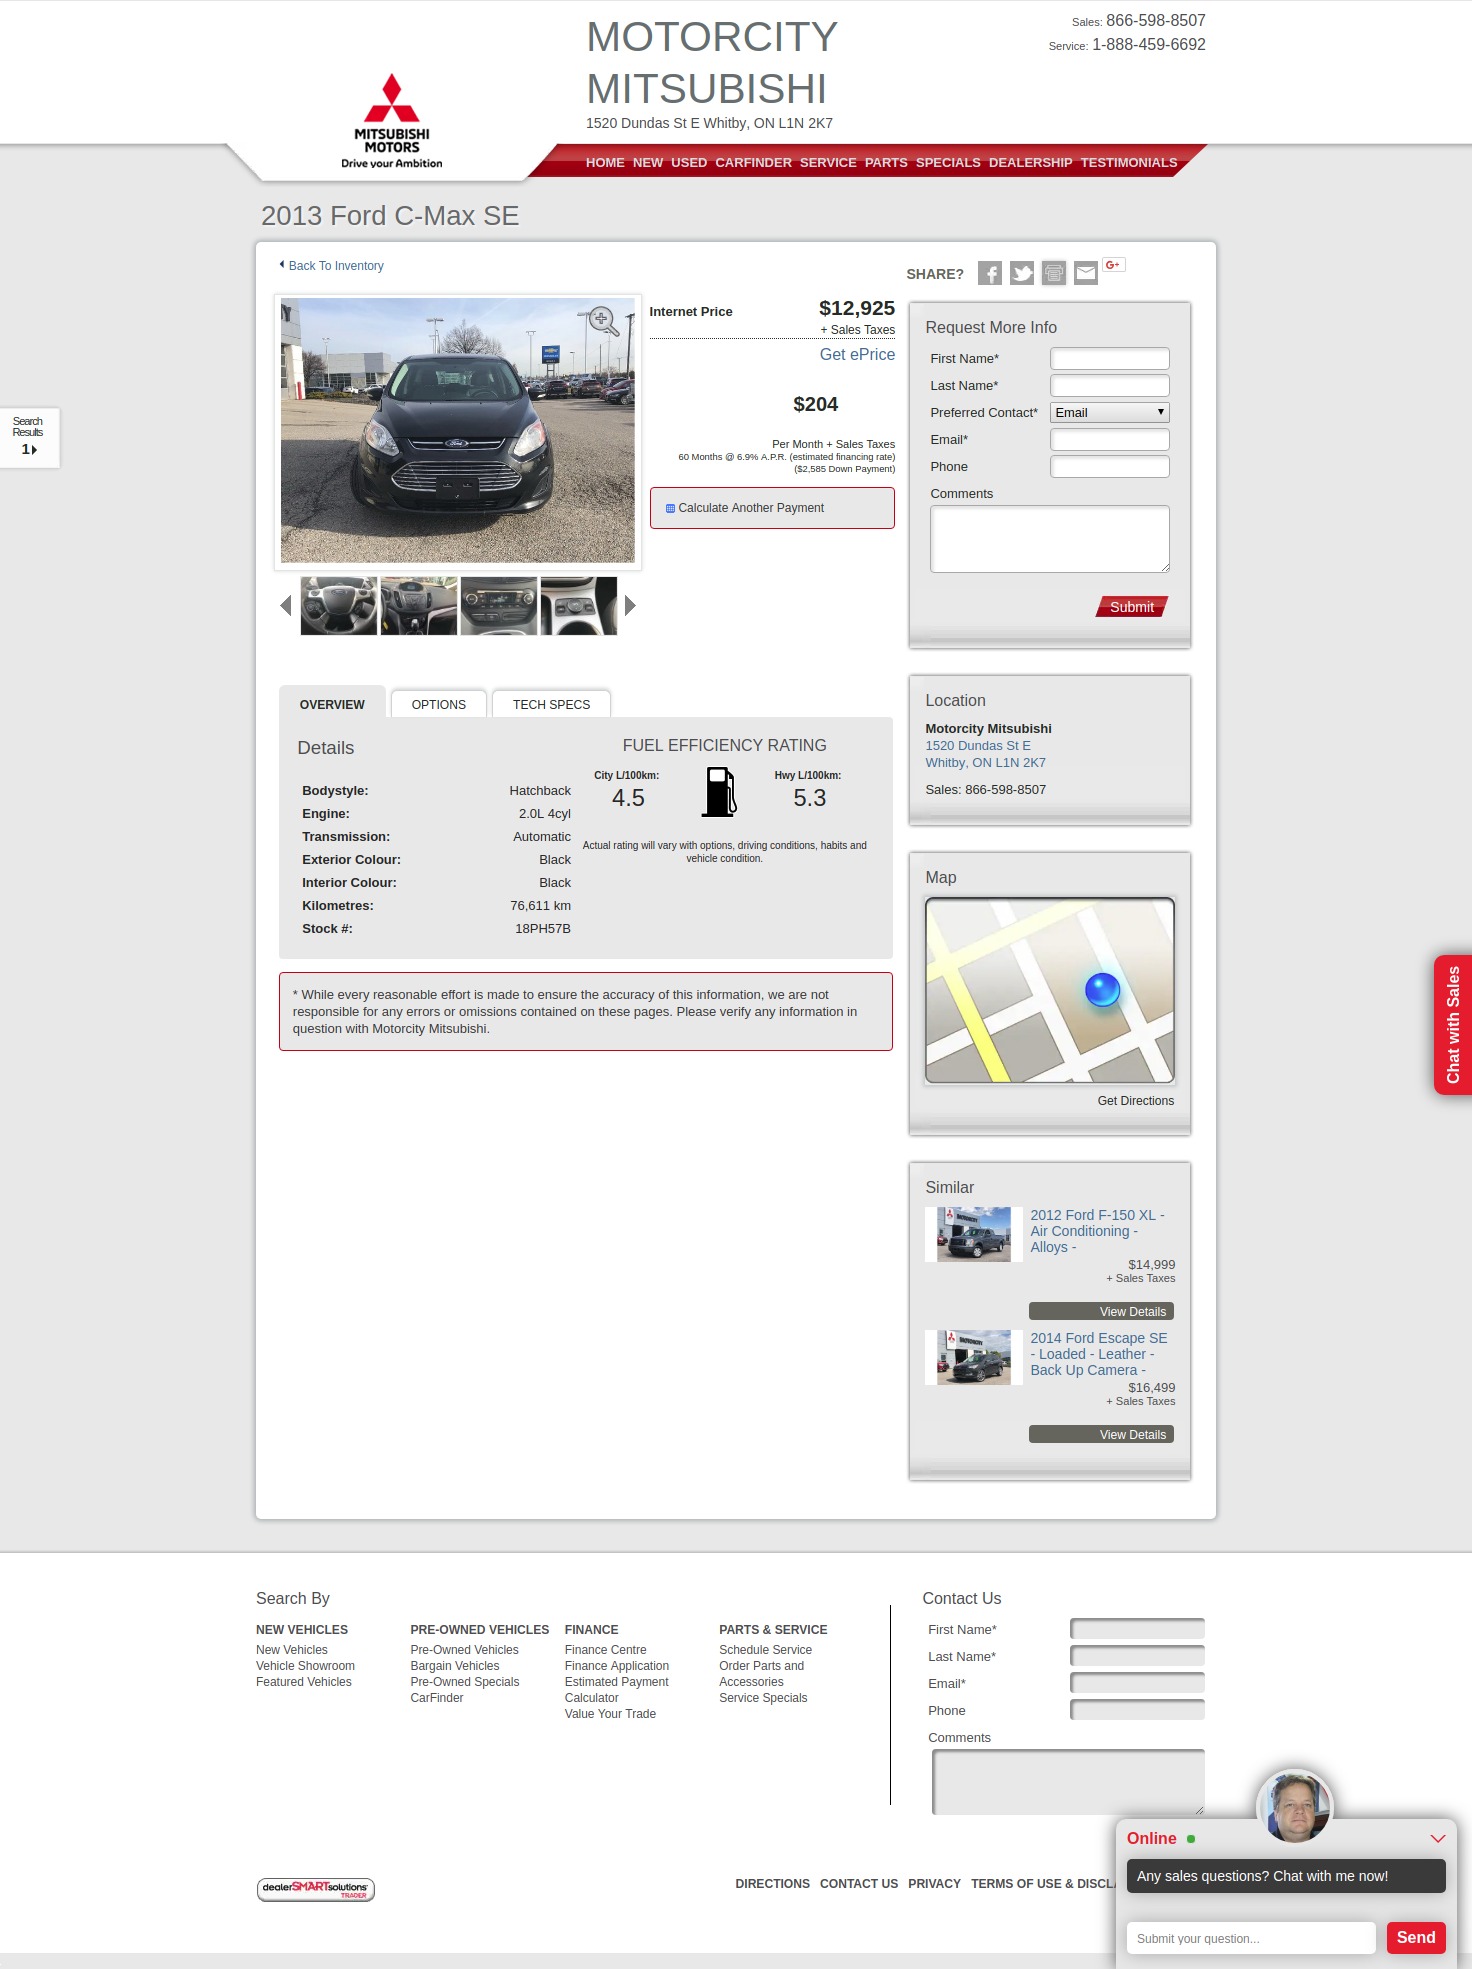 MOTORCITY
MITSUBISHI
1520 Dundas St E Whitby, ON L1N 2K7
Sales: 866-598-8507
Service: 1-888-459-6692
MITSUBISHI
MOTORS
Drive your Ambition
HOME NEW USED CARFINDER SERVICE PARTS SPECIALS DEALERSHIP TESTIMONIALS
2013 Ford C-Max SE
Back To Inventory
SHARE?
G+
Search
Results
1
Internet Price $12,925
+ Sales Taxes
Get ePrice
$204
Per Month + Sales Taxes
60 Months @ 6.9% A.P.R. (estimated financing rate)
($2,585 Down Payment)
Calculate Another Payment
Ford
Request More Info
First Name*
Last Name*
Preferred Contact* Email
Email*
Phone
Comments
Submit
OVERVIEW OPTIONS TECH SPECS
Details
Bodystyle: Hatchback
Engine: 2.0L 4cyl
Transmission: Automatic
Exterior Colour: Black
Interior Colour: Black
Kilometres: 76,611 km
Stock #: 18PH57B
FUEL EFFICIENCY RATING
City L/100km: Hwy L/100km:
4.5 5.3
Actual rating will vary with options, driving conditions, habits and
vehicle condition.
* While every reasonable effort is made to ensure the accuracy of this information, we are not
responsible for any errors or omissions contained on these pages. Please verify any information in
question with Motorcity Mitsubishi.
Location
Motorcity Mitsubishi
1520 Dundas St E
Whitby, ON L1N 2K7
Sales: 866-598-8507
Map
Get Directions
Chat with Sales
Similar
MOTORCITY
2012 Ford F-150 XL -
Air Conditioning -
Alloys -
$14,999
+ Sales Taxes
View Details
MOTORCITY
2014 Ford Escape SE
- Loaded - Leather -
Back Up Camera -
$16,499
+ Sales Taxes
View Details
Search By
NEW VEHICLES
New Vehicles
Vehicle Showroom
Featured Vehicles
PRE-OWNED VEHICLES
Pre-Owned Vehicles
Bargain Vehicles
Pre-Owned Specials
CarFinder
FINANCE
Finance Centre
Finance Application
Estimated Payment
Calculator
Value Your Trade
PARTS & SERVICE
Schedule Service
Order Parts and
Accessories
Service Specials
Contact Us
First Name*
Last Name*
Email*
Phone
Comments
dealerSMARTsolutions
TRADER
DIRECTIONS CONTACT US PRIVACY TERMS OF USE & DISCLA
Online
Any sales questions? Chat with me now!
Submit your question...
Send